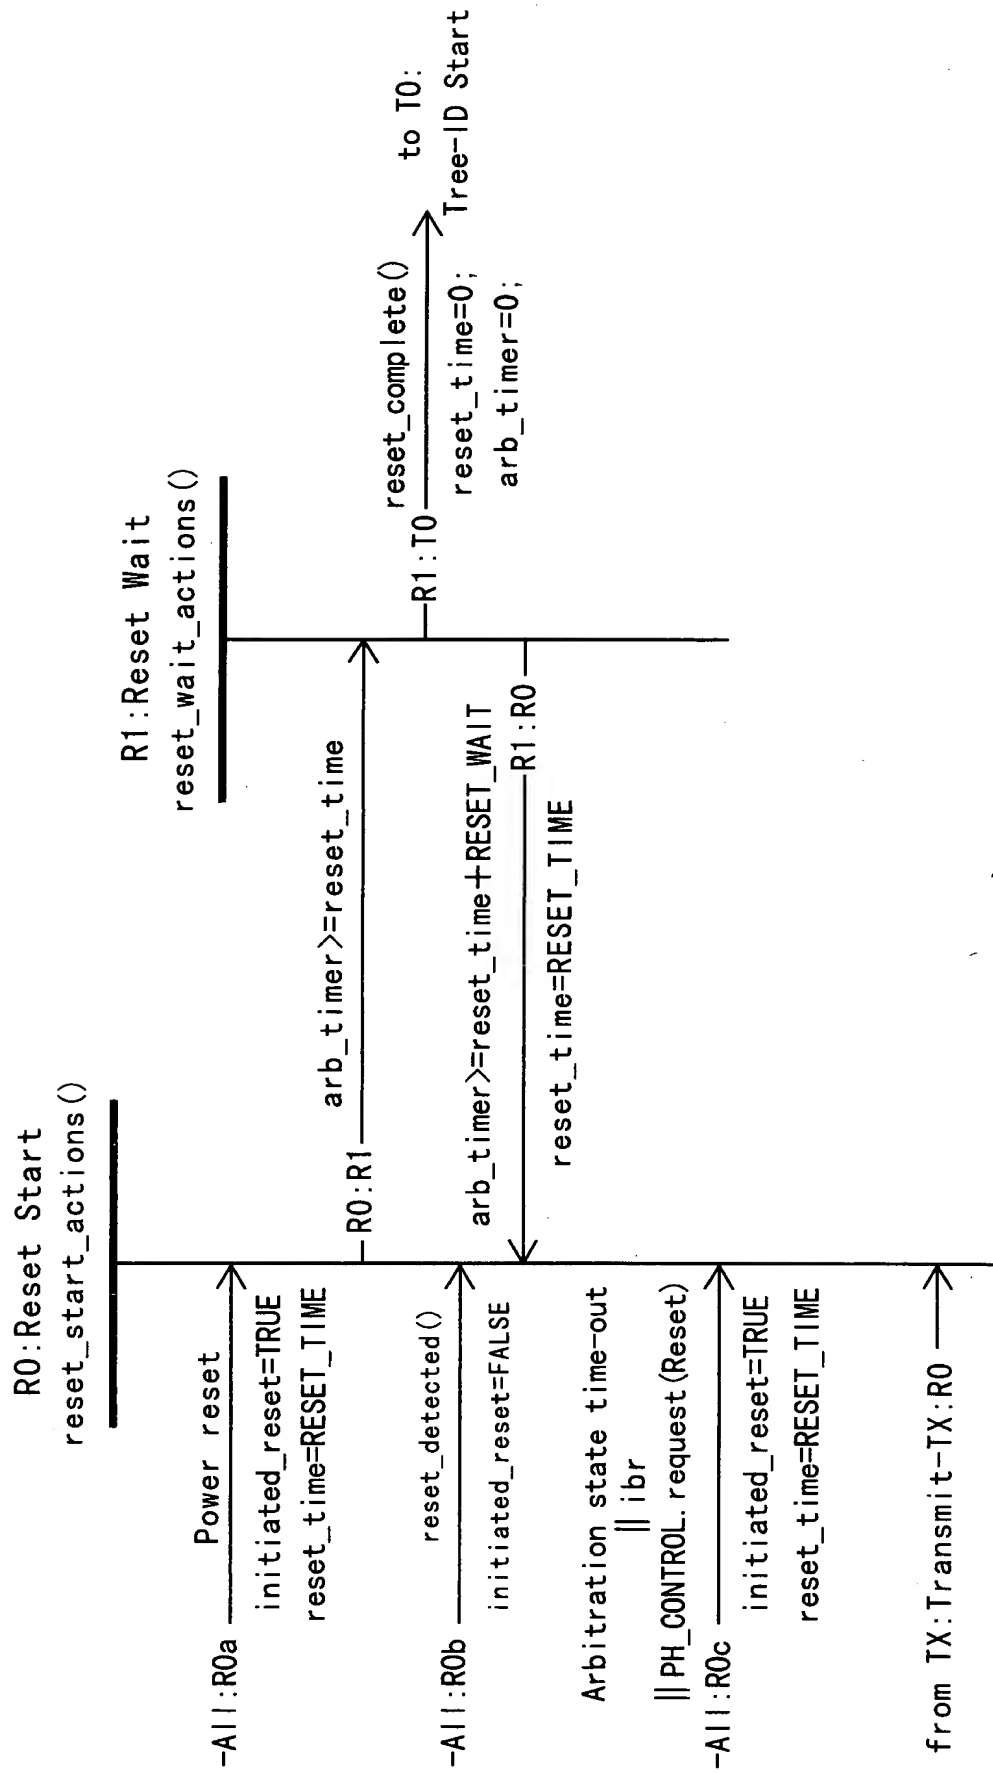 R0:Reset Start
reset_start_actions()
-All:R0a
Power reset
initiated_reset=TRUE
reset_time=RESET_TIME
-All:R0b
reset_detected()
initiated_reset=FALSE
Arbitration state time-out
|| ibr
|| PH_CONTROL.request(Reset)
-All:R0c
initiated_reset=TRUE
reset_time=RESET_TIME
from TX:Transmit-TX:R0
R1:Reset Wait
reset_wait_actions()
R0:R1
arb_timer>=reset_time
arb_timer>=reset_time+RESET_WAIT
R1:R0
reset_time=RESET_TIME
R1:T0
reset_complete()
reset_time=0;
arb_timer=0;
to T0:
Tree-ID Start